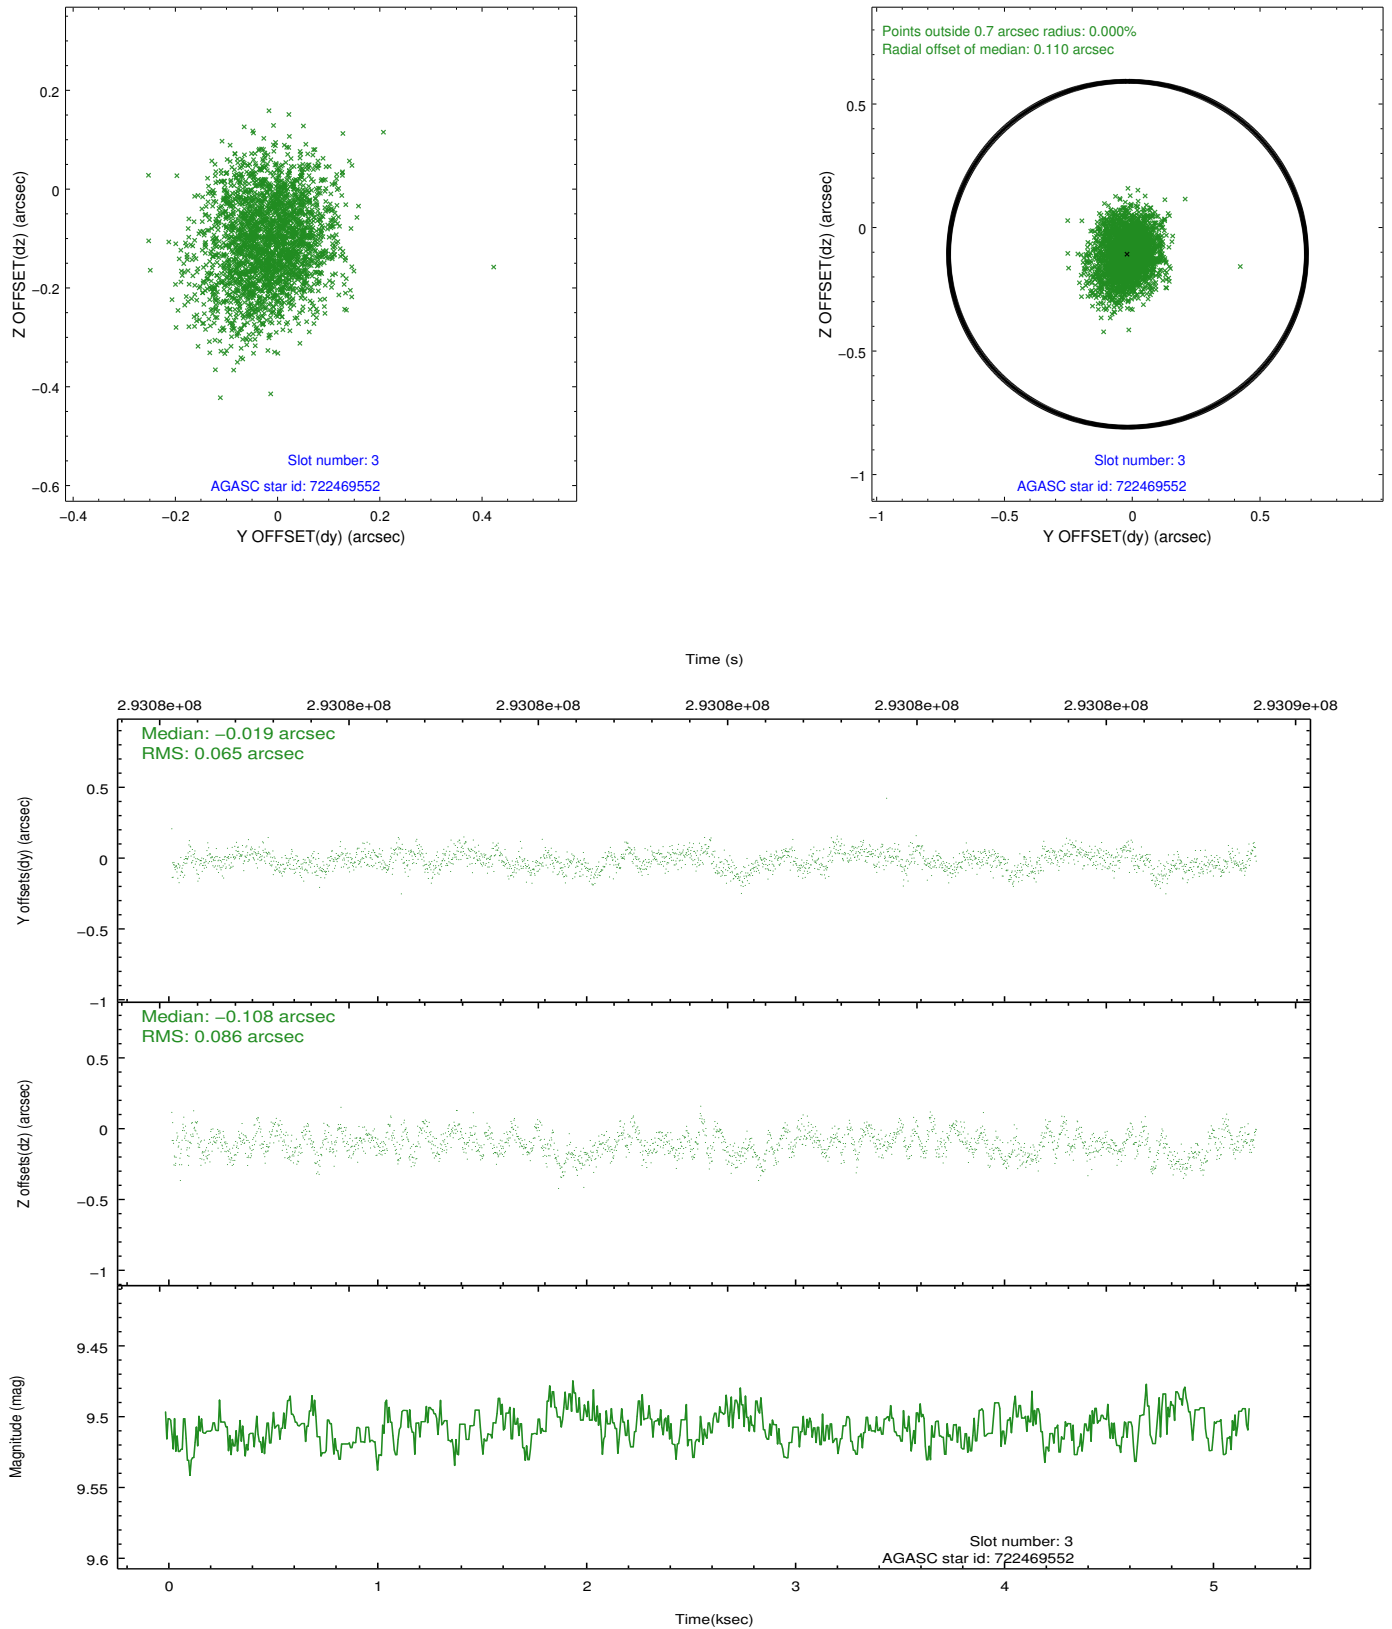 0.2
0
−0.2
−0.4
−0.6
Z OFFSET(dz) (arcsec)
Slot number: 3
AGASC star id: 722469552
−0.4
−0.2
0
0.2
0.4
Y OFFSET(dy) (arcsec)
Points outside 0.7 arcsec radius: 0.000%
Radial offset of median: 0.110 arcsec
0.5
0
−0.5
−1
Z OFFSET(dz) (arcsec)
Slot number: 3
AGASC star id: 722469552
−1
−0.5
0
0.5
Y OFFSET(dy) (arcsec)
Time (s)
2.9308e+08
2.9308e+08
2.9308e+08
2.9308e+08
2.9308e+08
2.9308e+08
2.9309e+08
Median: −0.019 arcsec
RMS: 0.065 arcsec
0.5
0
−0.5
−1
Y offsets(dy) (arcsec)
Median: −0.108 arcsec
RMS: 0.086 arcsec
0.5
0
−0.5
−1
Z offsets(dz) (arcsec)
9.45
9.5
9.55
9.6
Magnitude (mag)
Slot number: 3
AGASC star id: 722469552
0
1
2
3
4
5
Time(ksec)